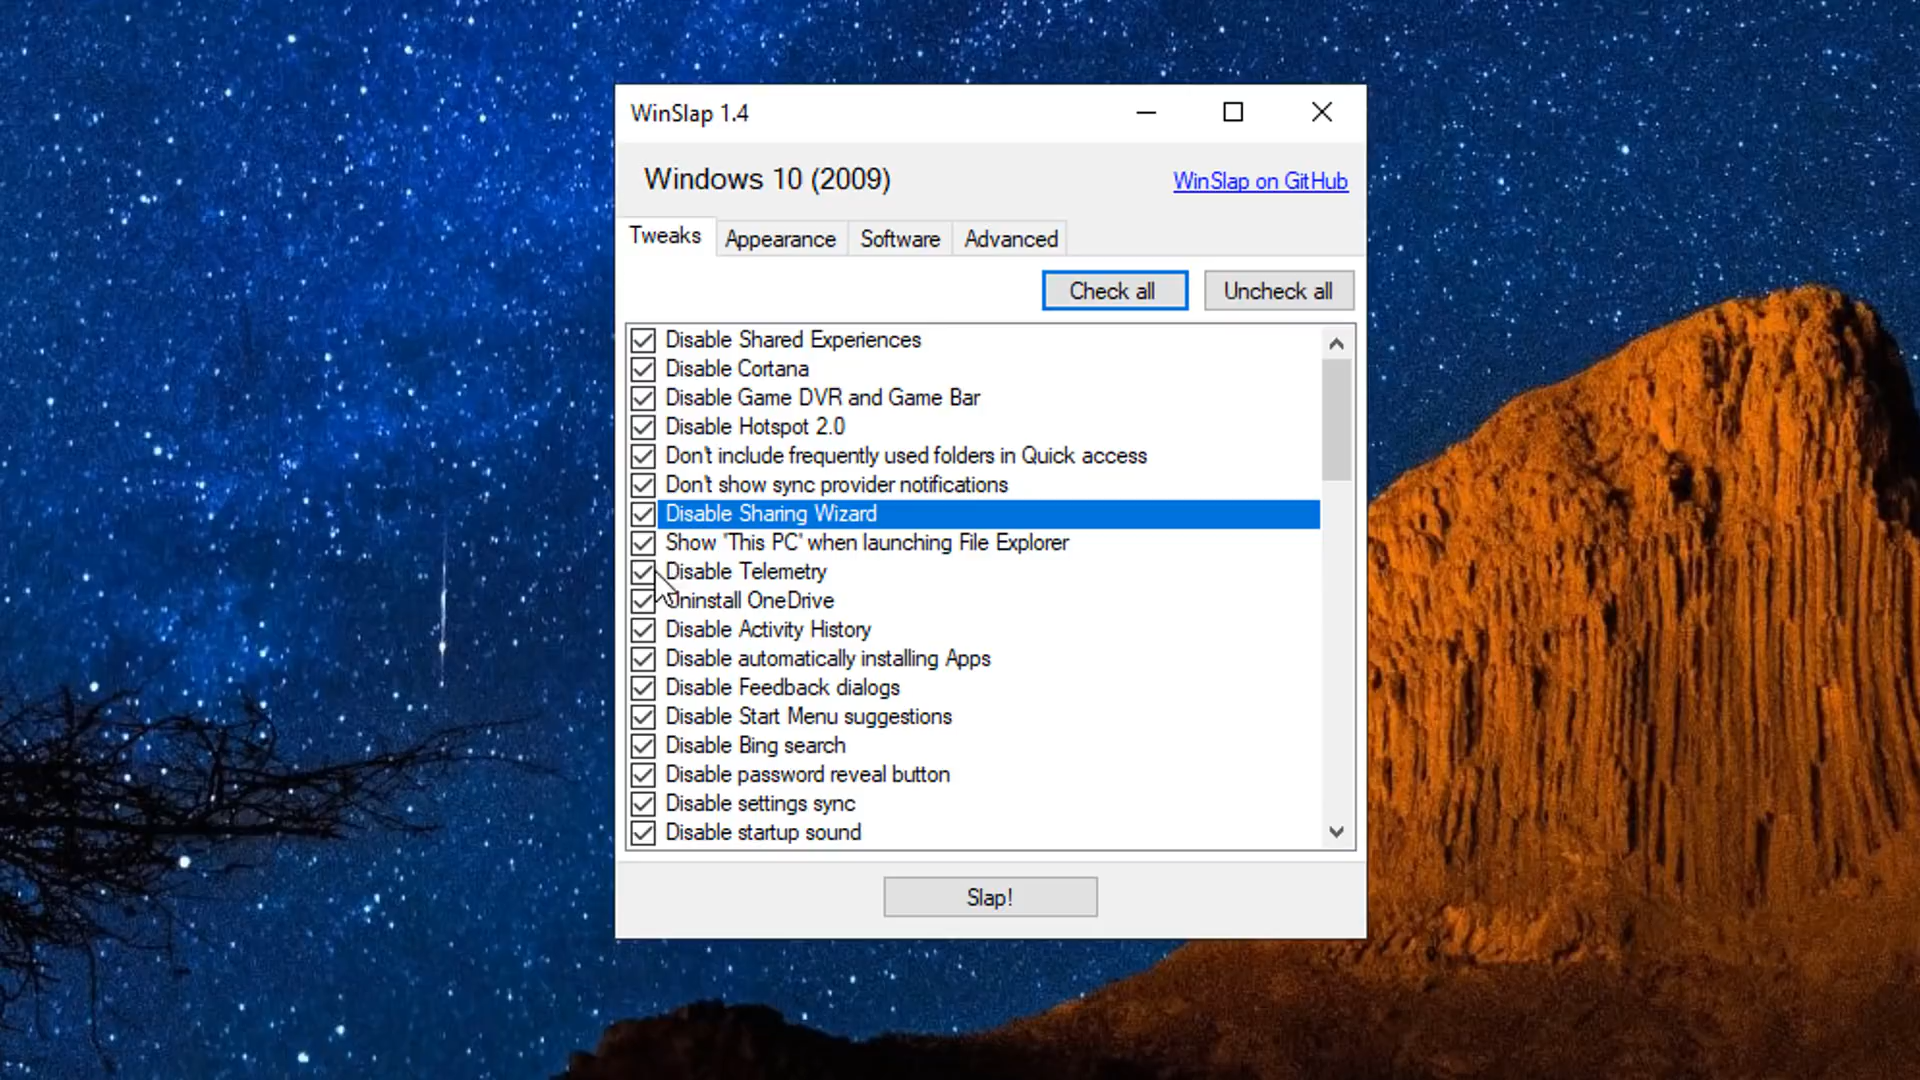 WinSlap 1.4
Windows 10 (2009)
WinSlap on GitHub
Tweaks
Appearance
Software
Advanced
Check all
Uncheck all
Disable Shared Experiences
Disable Cortana
Disable Game DVR and Game Bar
Disable Hotspot 2.0
Don't include frequently used folders in Quick access
Don't show sync provider notifications
Disable Sharing Wizard
Show "This PC" when launching File Explorer
Disable Telemetry
Uninstall OneDrive
Disable Activity History
Disable automatically installing Apps
Disable Feedback dialogs
Disable Start Menu suggestions
Disable Bing search
Disable password reveal button
Disable settings sync
Disable startup sound
Slap!